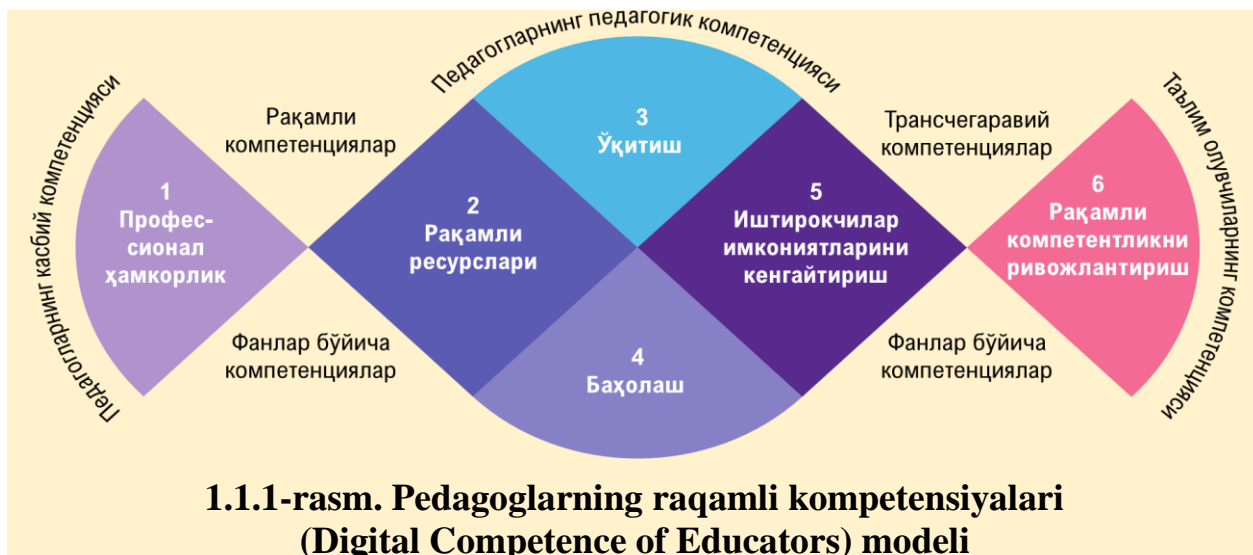 Педагогларнинг касбий компетенцияси
Педагогларнинг педагогик компетенцияси
Таълим олувчиларнинг компетенцияси
Рақамли
компетенциялар
Трансчегаравий
компетенциялар
1
Профес-
сионал
ҳамкорлик
2
Рақамли
ресурслари
3
Ўқитиш
4
Баҳолаш
5
Иштирокчилар
имкониятларини
кенгайтириш
6
Рақамли
компетентликни
ривожлантириш
Фанлар бўйича
компетенциялар
Фанлар бўйича
компетенциялар
1.1.1-rasm. Pedagoglarning raqamli kompetensiyalari
(Digital Competence of Educators) modeli